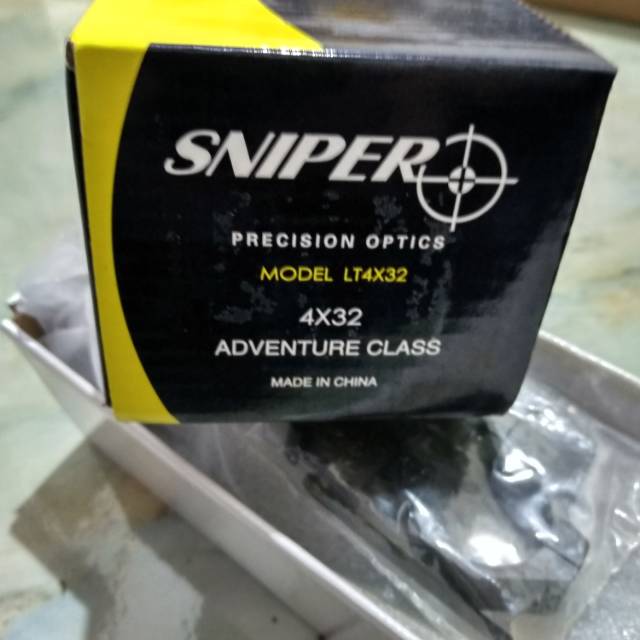 SNIPER
PRECISION OPTICS
MODEL LT4X32
4X32
ADVENTURE CLASS
MADE IN CHINA